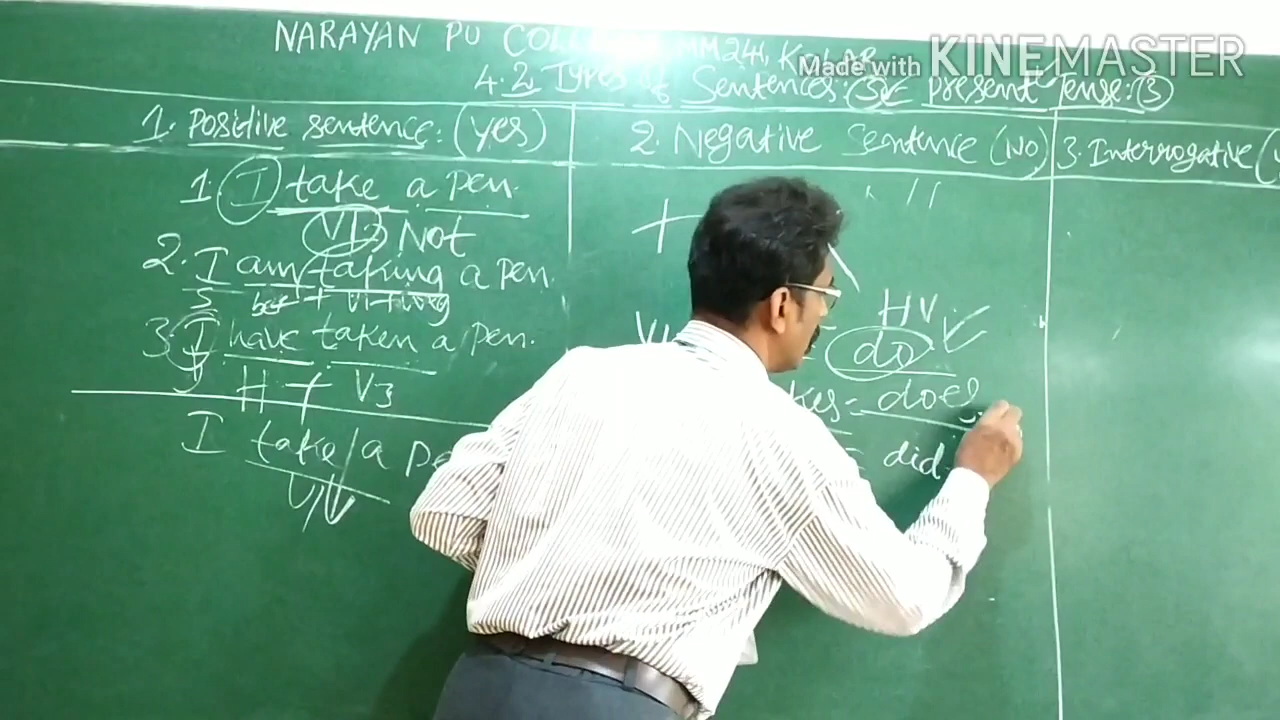 NARAYAN PU
Made with KINEMASTER
4.2 Types of Sentences: Present Tense: 3
1. Positive sentence: (Yes)
2. Negative Sentence (No)
3. Interrogative (
1. I take a pen.
V1 Not
2. I am taking a pen.
S be + V1 + ing
3. I have taken a pen.
H + V3
I take/a
HV.
do
= does
= did